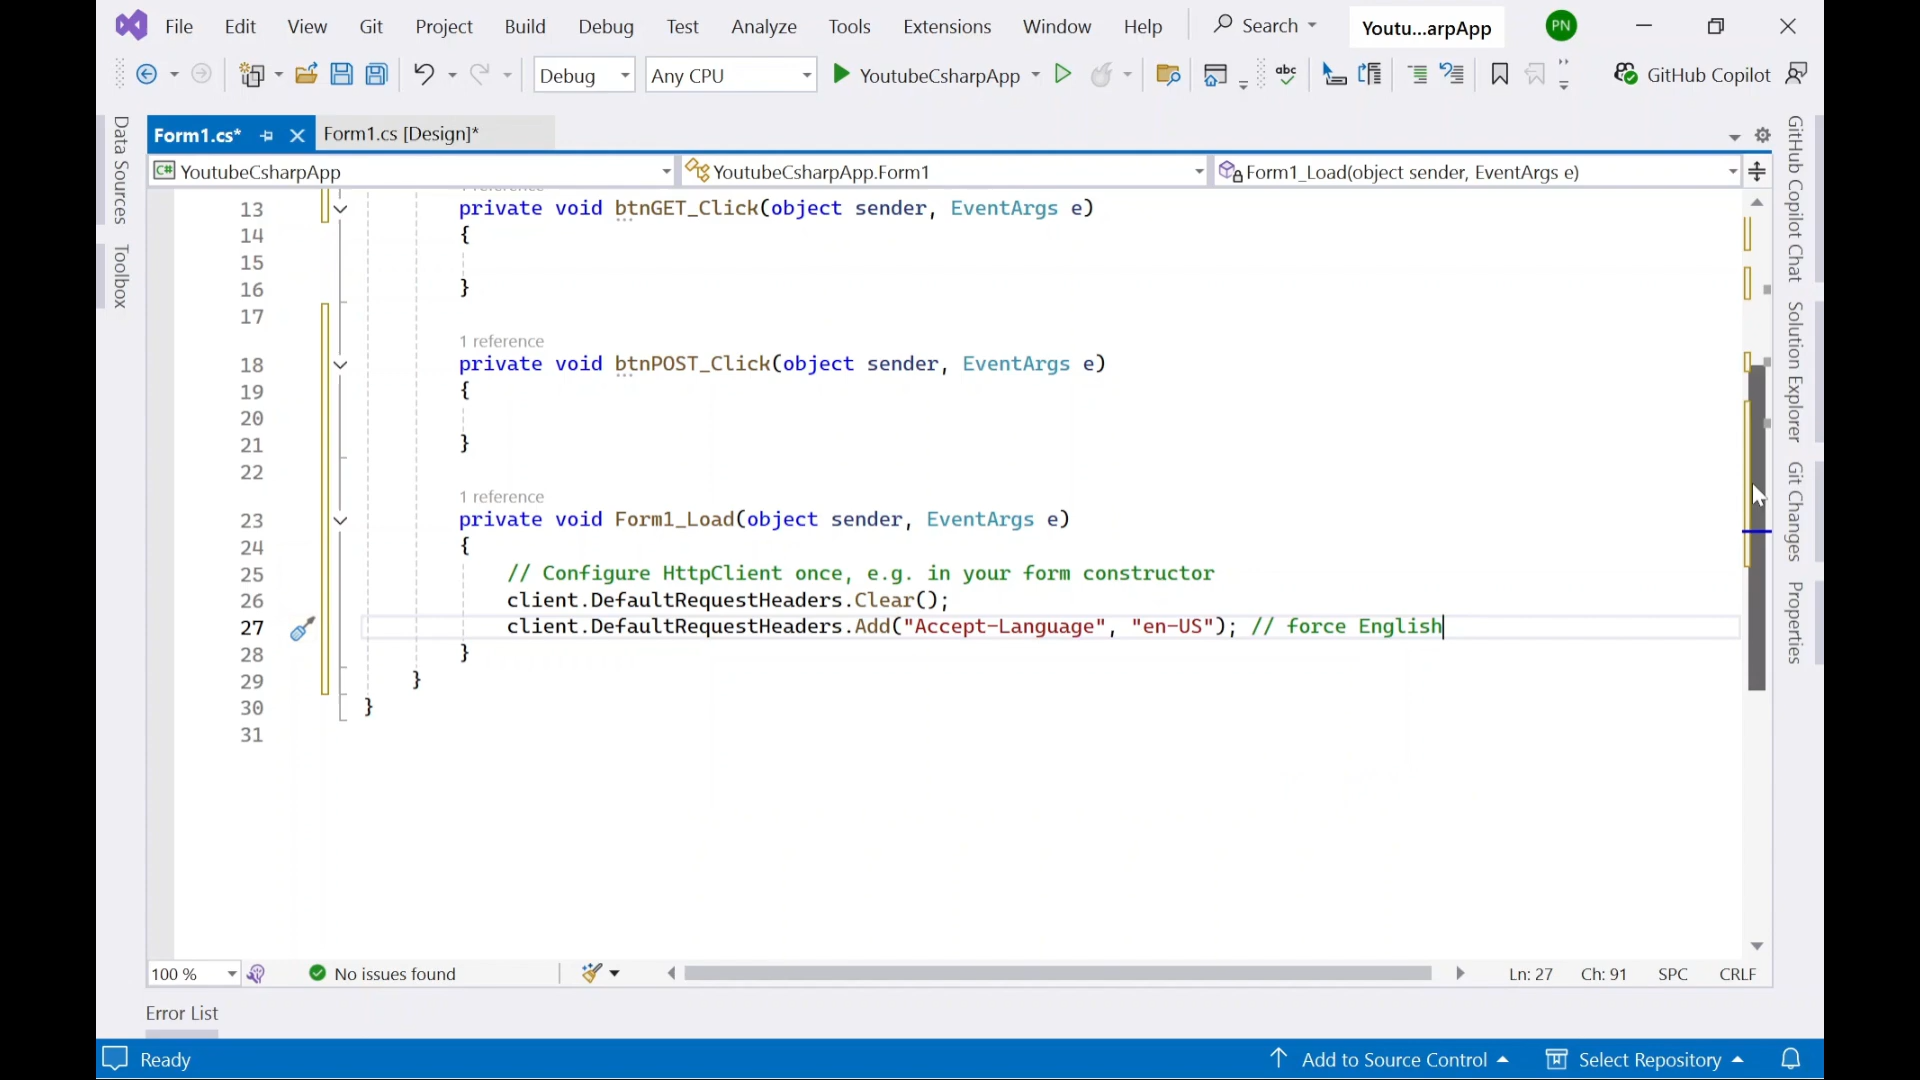 File Edit View Git Project Build Debug Test Analyze Tools Extensions Window Help Search Youtu...arpApp PN
Debug Any CPU YoutubeCsharpApp abc GitHub Copilot
Form1.cs* Form1.cs [Design]*
C# YoutubeCsharpApp YoutubeCsharpApp.Form1 Form1_Load(object sender, EventArgs e)
Data Sources
Toolbox
13 private void btnGET_Click(object sender, EventArgs e)
14 {
15
16 }
17
1 reference
18 private void btnPOST_Click(object sender, EventArgs e)
19 {
20
21 }
22
1 reference
23 private void Form1_Load(object sender, EventArgs e)
24 {
25 // Configure HttpClient once, e.g. in your form constructor
26 client.DefaultRequestHeaders.Clear();
27 client.DefaultRequestHeaders.Add("Accept-Language", "en-US"); // force English
28 }
29 }
30 }
31
GitHub Copilot Chat
Solution Explorer
Git Changes
Properties
100 % No issues found Ln: 27 Ch: 91 SPC CRLF
Error List
Ready Add to Source Control Select Repository